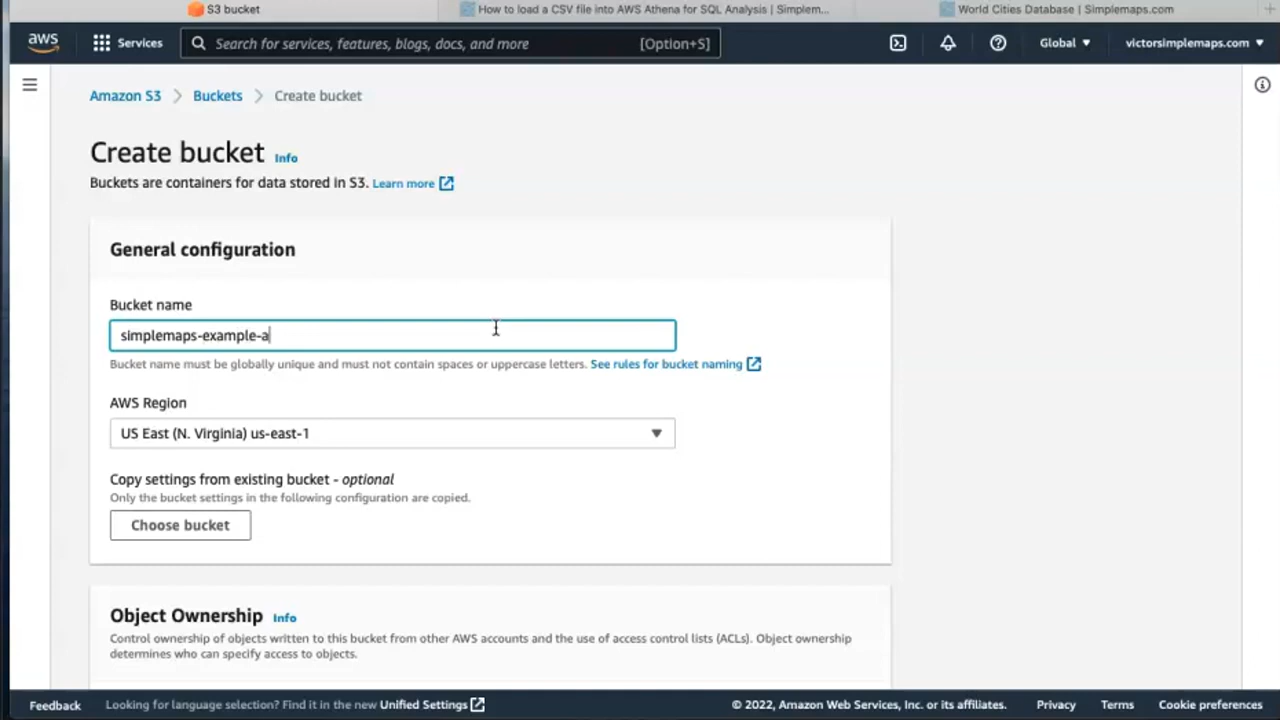 S3 bucket
How to load a CSV file into AWS Athena for SQL Analysis | Simplem...
World Cities Database | Simplemaps.com
aws
Services
Search for services, features, blogs, docs, and more
[Option+S]
Global
victorsimplemaps.com
Amazon S3
Buckets
Create bucket
Create bucket Info
Buckets are containers for data stored in S3. Learn more
General configuration
Bucket name
simplemaps-example-a
Bucket name must be globally unique and must not contain spaces or uppercase letters. See rules for bucket naming
AWS Region
US East (N. Virginia) us-east-1
Copy settings from existing bucket - optional
Only the bucket settings in the following configuration are copied.
Choose bucket
Object Ownership Info
Control ownership of objects written to this bucket from other AWS accounts and the use of access control lists (ACLs). Object ownership
determines who can specify access to objects.
Feedback
Looking for language selection? Find it in the new Unified Settings
© 2022, Amazon Web Services, Inc. or its affiliates.
Privacy
Terms
Cookie preferences